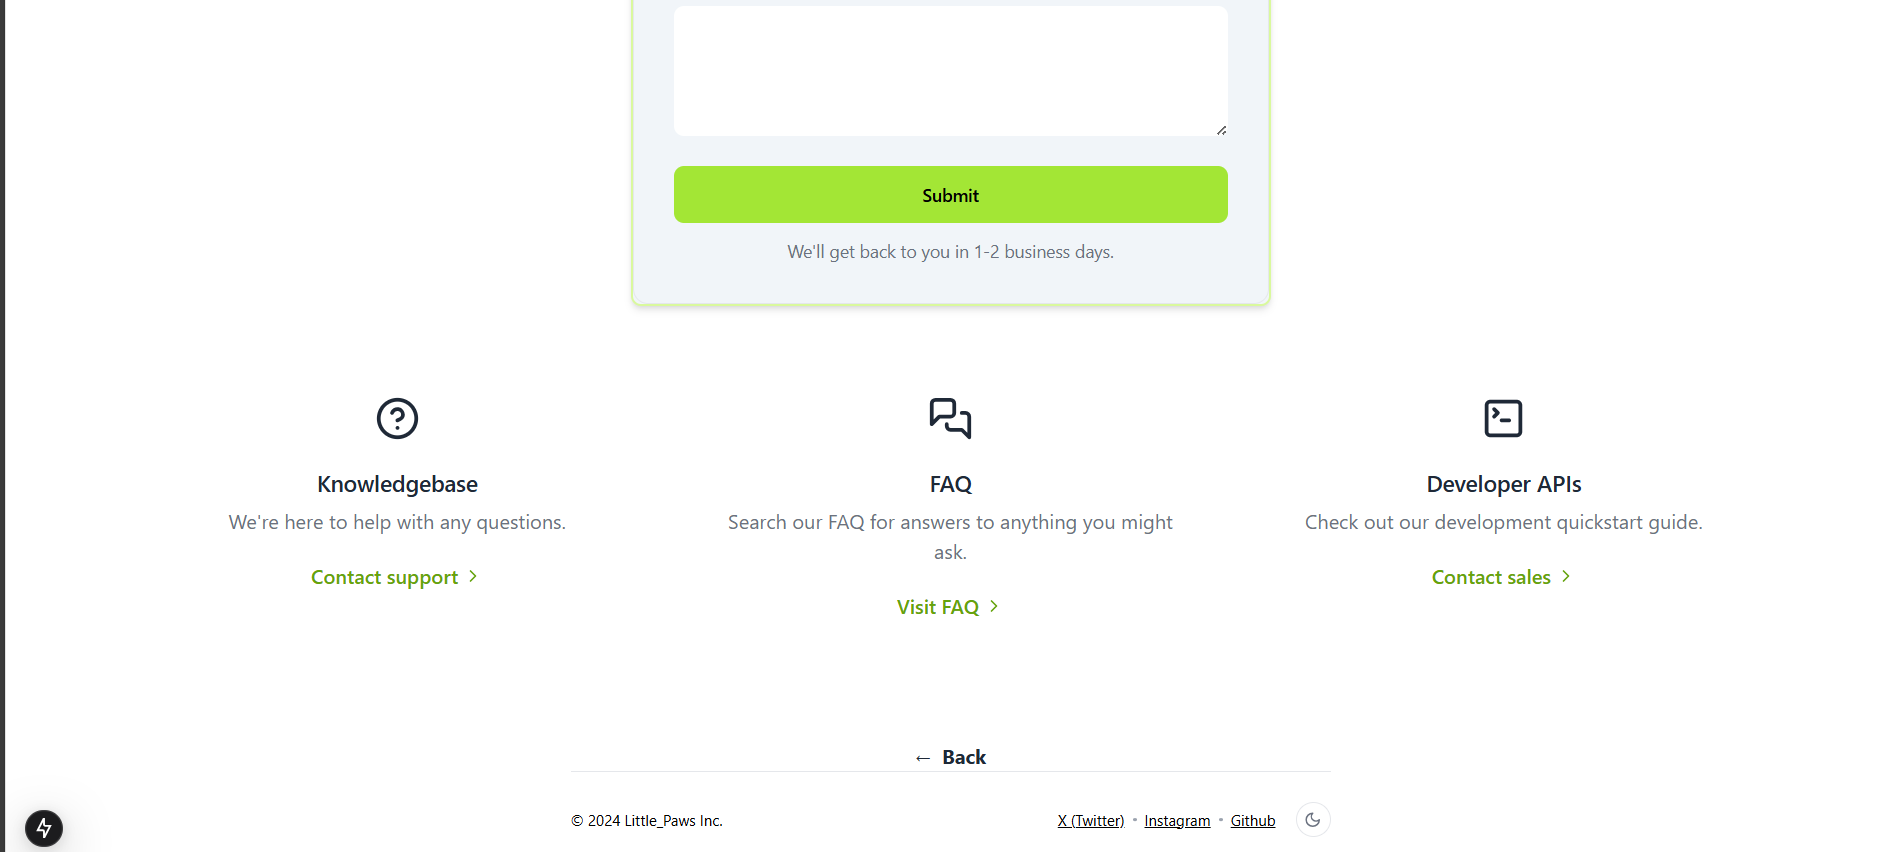 Submit
We'll get back to you in 1-2 business days.
Knowledgebase
We're here to help with any questions.
Contact support
FAQ
Search our FAQ for answers to anything you might
ask.
Visit FAQ
Developer APIs
Check out our development quickstart guide.
Contact sales
← Back
© 2024 Little_Paws Inc.
X (Twitter) • Instagram • Github